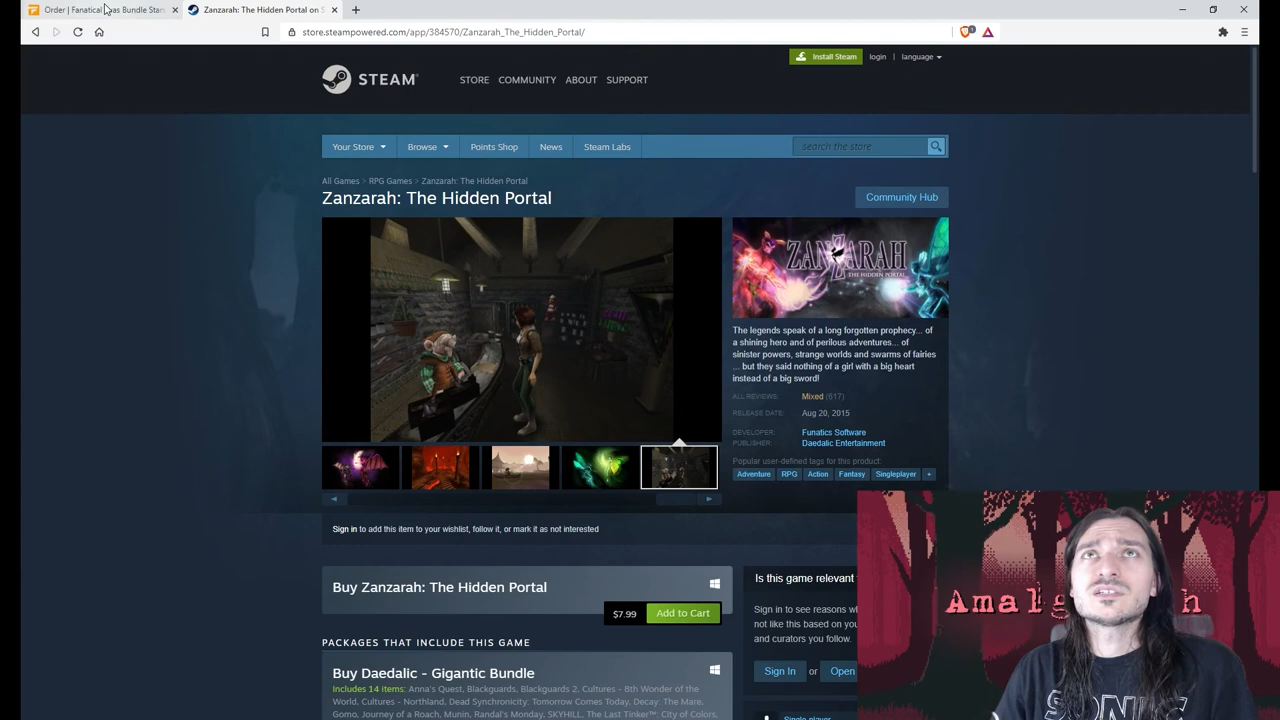 Order | Fanatical
as Bundle Star
Zanzarah: The Hidden Portal on S
store.steampowered.com/app/384570/Zanzarah_The_Hidden_Portal/
Install Steam
login | language
STEAM
STORE COMMUNITY ABOUT SUPPORT
Your Store Browse Points Shop News Steam Labs search the store
All Games > RPG Games > Zanzarah: The Hidden Portal
Zanzarah: The Hidden Portal
Community Hub
ZANZARAH
THE HIDDEN PORTAL
The legends speak of a long forgotten prophecy... of
a shining hero and of perilous adventures... of
sinister powers, strange worlds and swarms of fairies
... but they said nothing of a girl with a big heart
instead of a big sword!
ALL REVIEWS: Mixed (617)
RELEASE DATE: Aug 20, 2015
DEVELOPER: Funatics Software
PUBLISHER: Daedalic Entertainment
Popular user-defined tags for this product:
Adventure RPG Action Fantasy Singleplayer +
Sign in to add this item to your wishlist, follow it, or mark it as not interested
Buy Zanzarah: The Hidden Portal
$7.99 Add to Cart
PACKAGES THAT INCLUDE THIS GAME
Buy Daedalic - Gigantic Bundle
Includes 14 items: Anna's Quest, Blackguards, Blackguards 2, Cultures - 8th Wonder of the
World, Cultures - Northland, Dead Synchronicity: Tomorrow Comes Today, Decay: The Mare,
Gomo, Journey of a Roach, Munin, Randal's Monday, SKYHILL, The Last Tinker™: City of Colors,
Is this game relevant
Sign in to see reasons wh
not like this based on you
and curators you follow.
Sign In or Open
Single-player
Amalg
h
SONIC